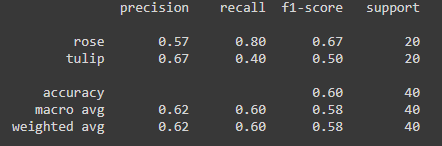 precision recall f1-score support
rose 0.57 0.80 0.67 20
tulip 0.67 0.40 0.50 20
accuracy 0.60 40
macro avg 0.62 0.60 0.58 40
weighted avg 0.62 0.60 0.58 40